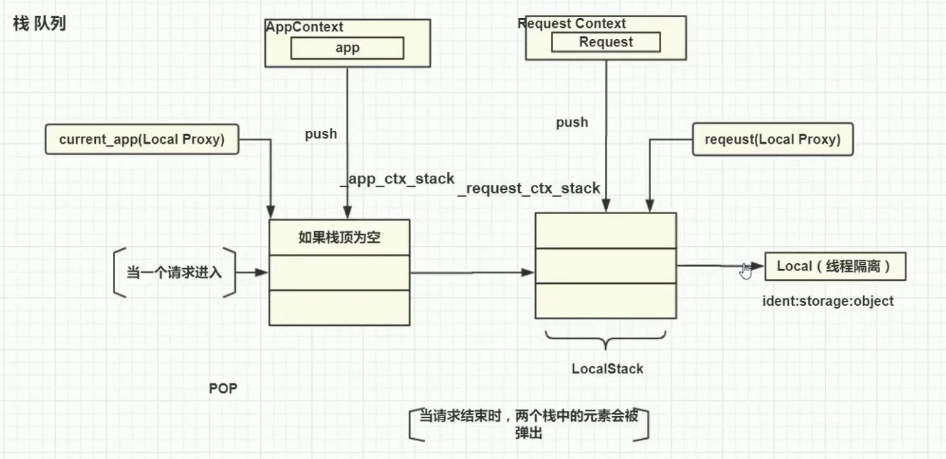 栈 队列
AppContext
app
Request Context
Request
push
push
current_app(Local Proxy)
reqeust(Local Proxy)
_app_ctx_stack
_request_ctx_stack
如果栈顶为空
当一个请求进入
Local（线程隔离）
ident:storage:object
LocalStack
POP
当请求结束时，两个栈中的元素会被
弹出